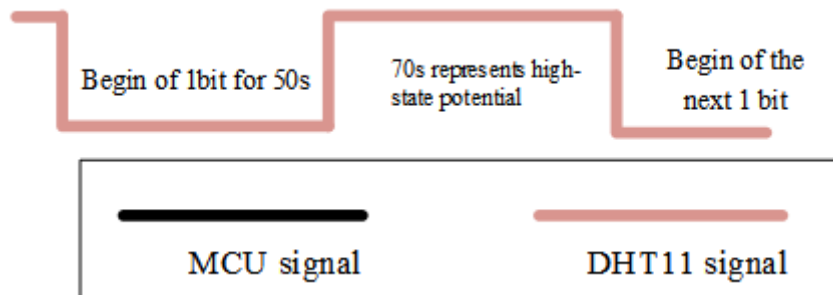 Begin of 1bit for 50s
70s represents high-
state potential
Begin of the
next 1 bit
MCU signal
DHT11 signal